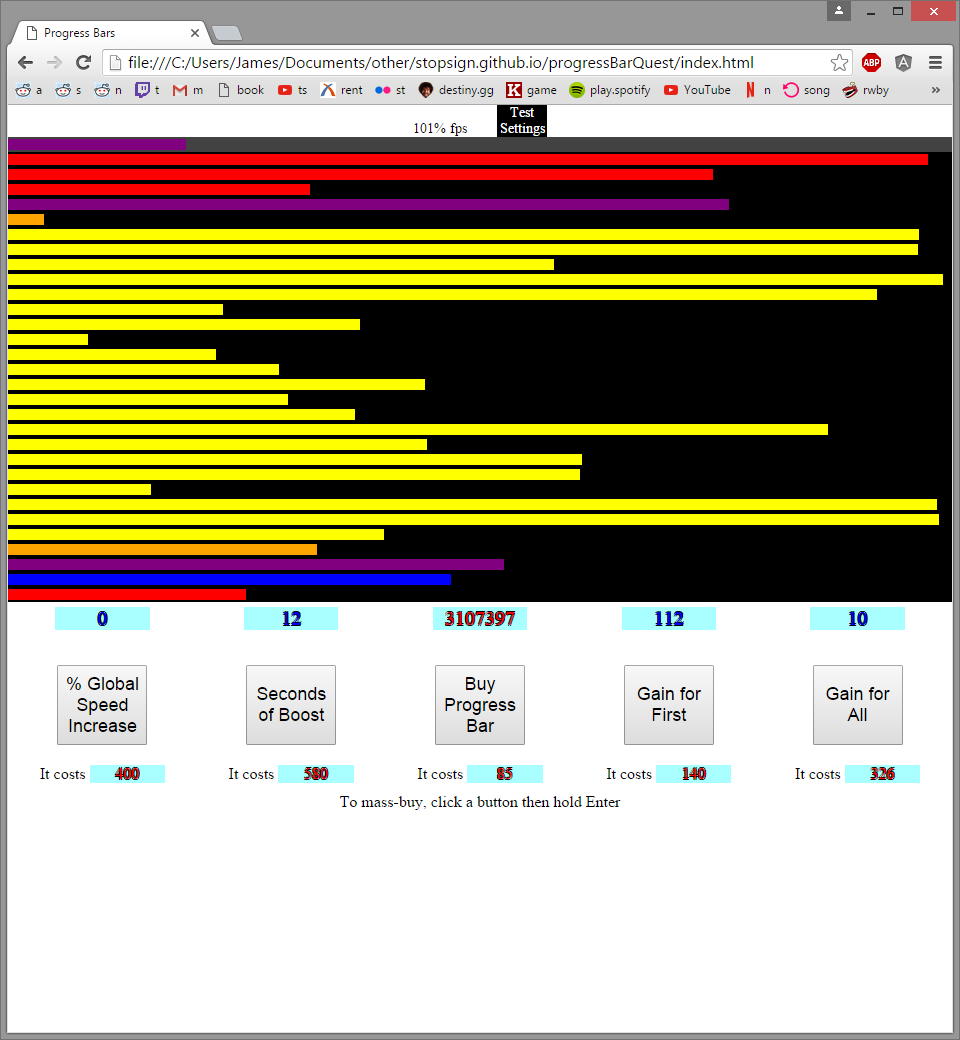 Progress Bars
file:///C:/Users/James/Documents/other/stopsign.github.io/progressBarQuest/index.html
ABP
a s n t m book ts rent st destiny.gg K game play.spotify YouTube N n song rwby »
101% fps
Test
Settings
0 12 3107397 112 10
% Global
Speed
Increase
Seconds
of Boost
Buy
Progress
Bar
Gain for
First
Gain for
All
It costs 400 It costs 580 It costs 85 It costs 140 It costs 326
To mass-buy, click a button then hold Enter